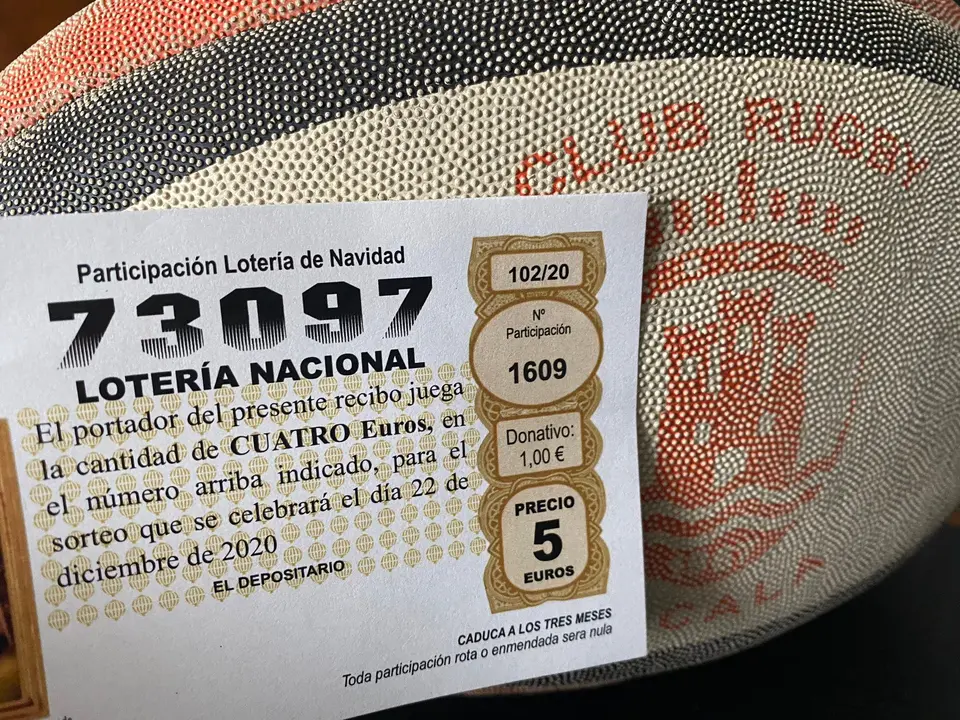 CLUB RUGBY
Participación Lotería de Navidad
73097
LOTERÍA NACIONAL
El portador del presente recibo juega
la cantidad de CUATRO Euros, en
el número arriba indicado, para el
sorteo que se celebrará el día 22 de
diciembre de 2020
EL DEPOSITARIO
102/20
Nº
Participación
1609
Donativo:
1,00 €
PRECIO
5
EUROS
CADUCA A LOS TRES MESES
Toda participación rota o enmendada sera nula